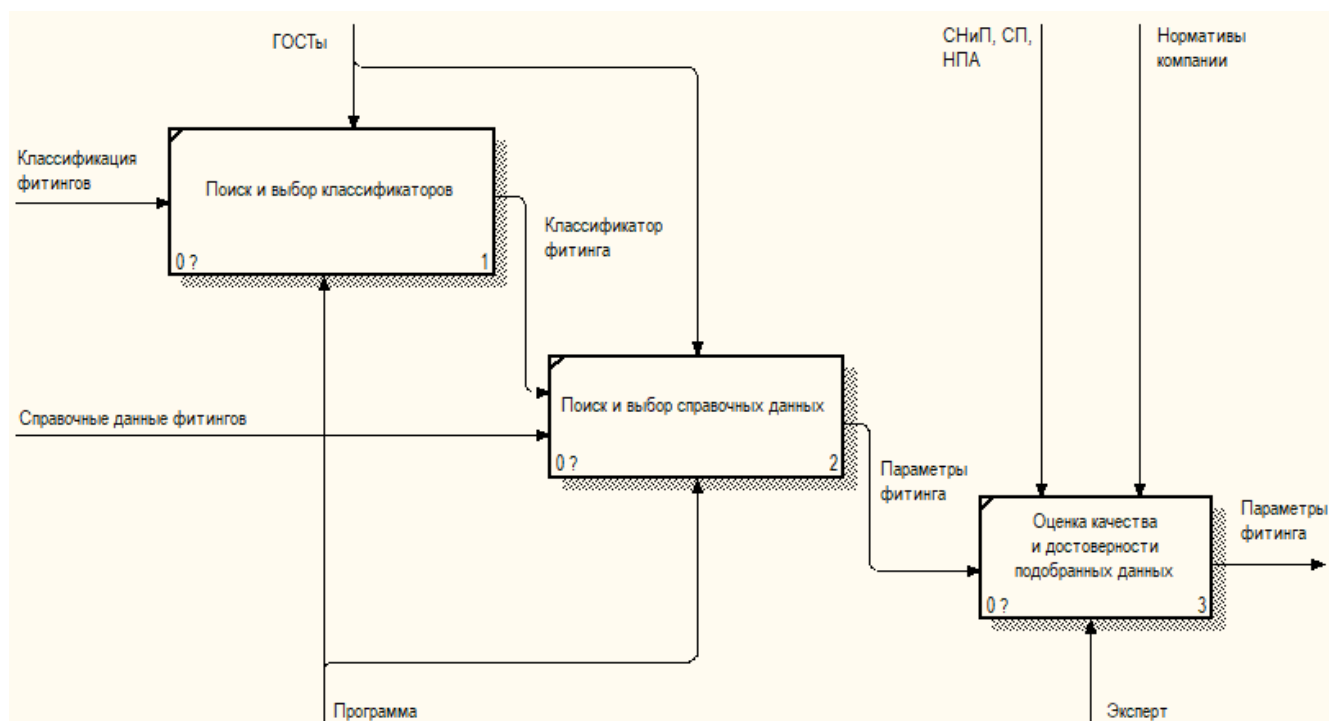 ГОСТы
СНиП, СП,
НПА
Нормативы
компании
Классификация
фитингов
Поиск и выбор классификаторов
0 ?
1
Классификатор
фитинга
Справочные данные фитингов
Поиск и выбор справочных данных
0 ?
2
Параметры
фитинга
Оценка качества
и достоверности
подобранных данных
0 ?
3
Параметры
фитинга
Программа
Эксперт